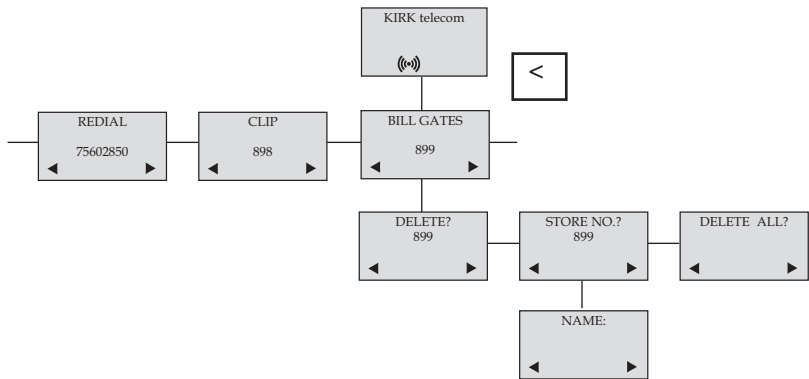 KIRK telecom
<
REDIAL
75602850
CLIP
898
BILL GATES
899
DELETE?
899
STORE NO.?
899
DELETE ALL?
NAME: